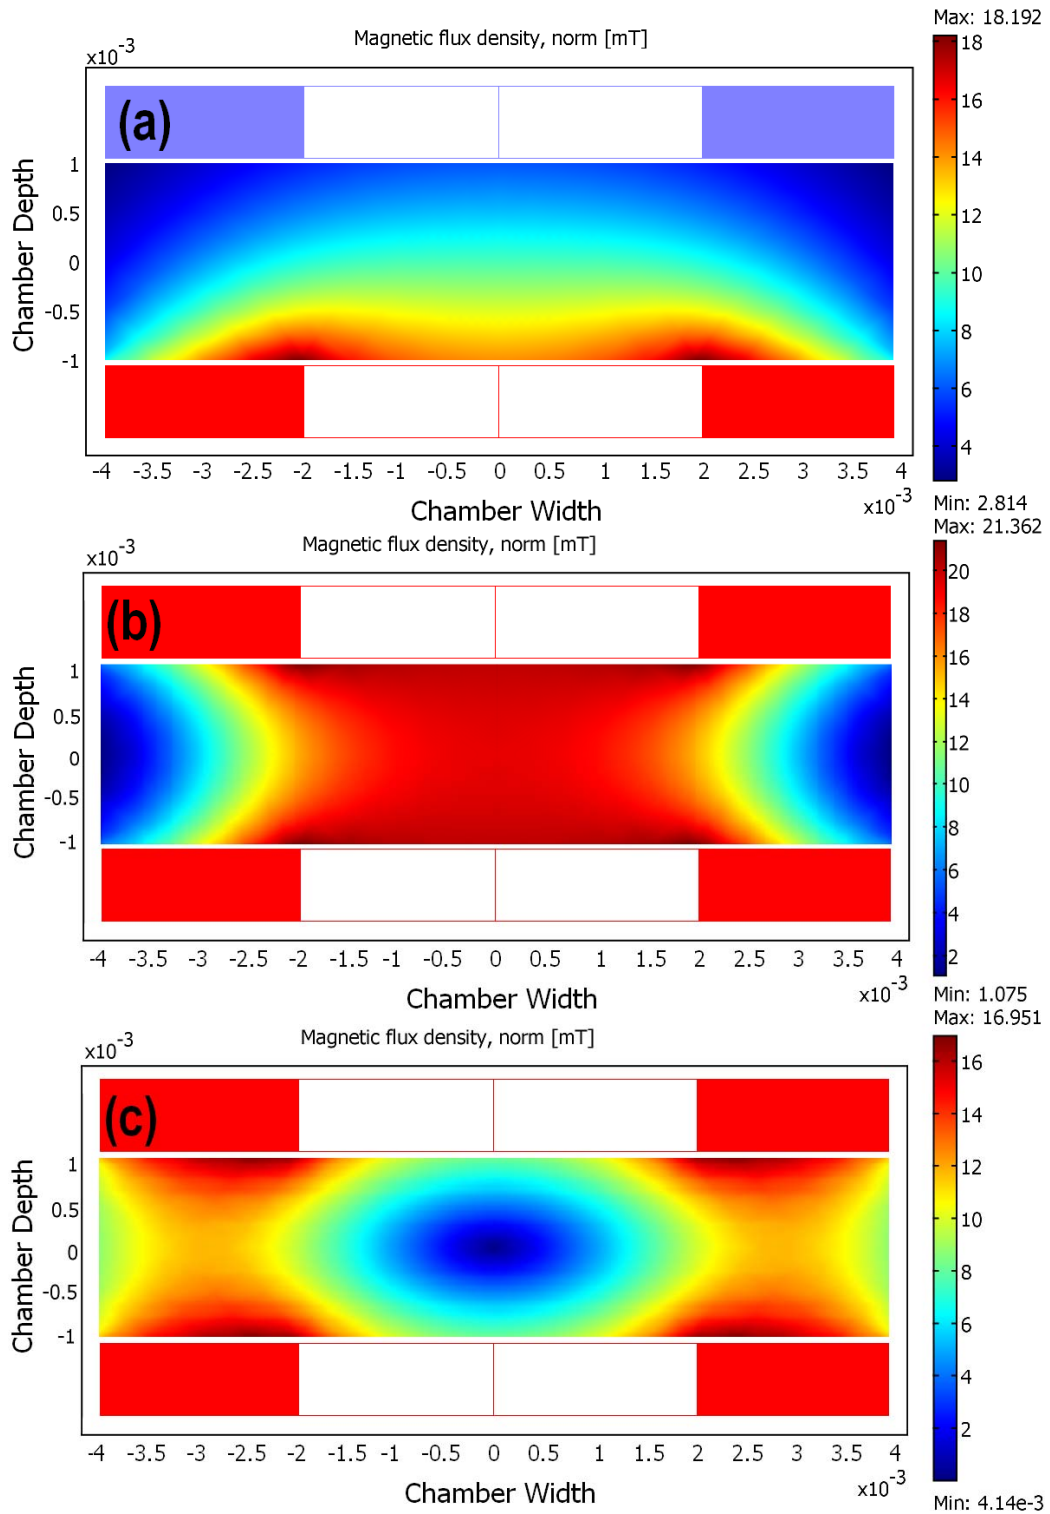 Max: 18.192
Magnetic flux density, norm [mT]
x10-3
(a)
18
16
14
12
10
8
6
4
Chamber Depth
1
0.5
0
-0.5
-1
-4 -3.5 -3 -2.5 -2 -1.5 -1 -0.5 0 0.5 1 1.5 2 2.5 3 3.5 4
x10-3
Chamber Width
Min: 2.814
Max: 21.362
Magnetic flux density, norm [mT]
x10-3
(b)
20
18
16
14
12
10
8
6
4
2
Chamber Depth
1
0.5
0
-0.5
-1
-4 -3.5 -3 -2.5 -2 -1.5 -1 -0.5 0 0.5 1 1.5 2 2.5 3 3.5 4
x10-3
Chamber Width
Min: 1.075
Max: 16.951
Magnetic flux density, norm [mT]
x10-3
(c)
16
14
12
10
8
6
4
2
Chamber Depth
1
0.5
0
-0.5
-1
-4 -3.5 -3 -2.5 -2 -1.5 -1 -0.5 0 0.5 1 1.5 2 2.5 3 3.5 4
x10-3
Chamber Width
Min: 4.14e-3